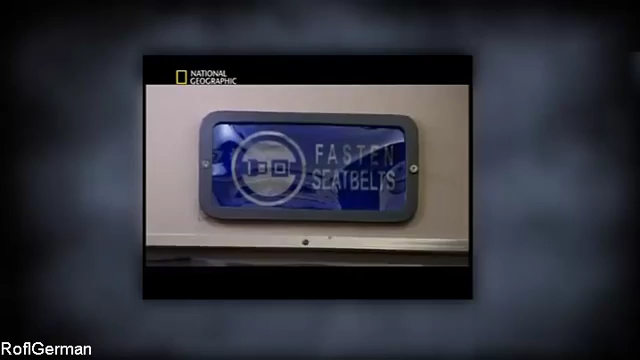 NATIONAL
GEOGRAPHIC
FASTEN
SEATBELTS
RoflGerman